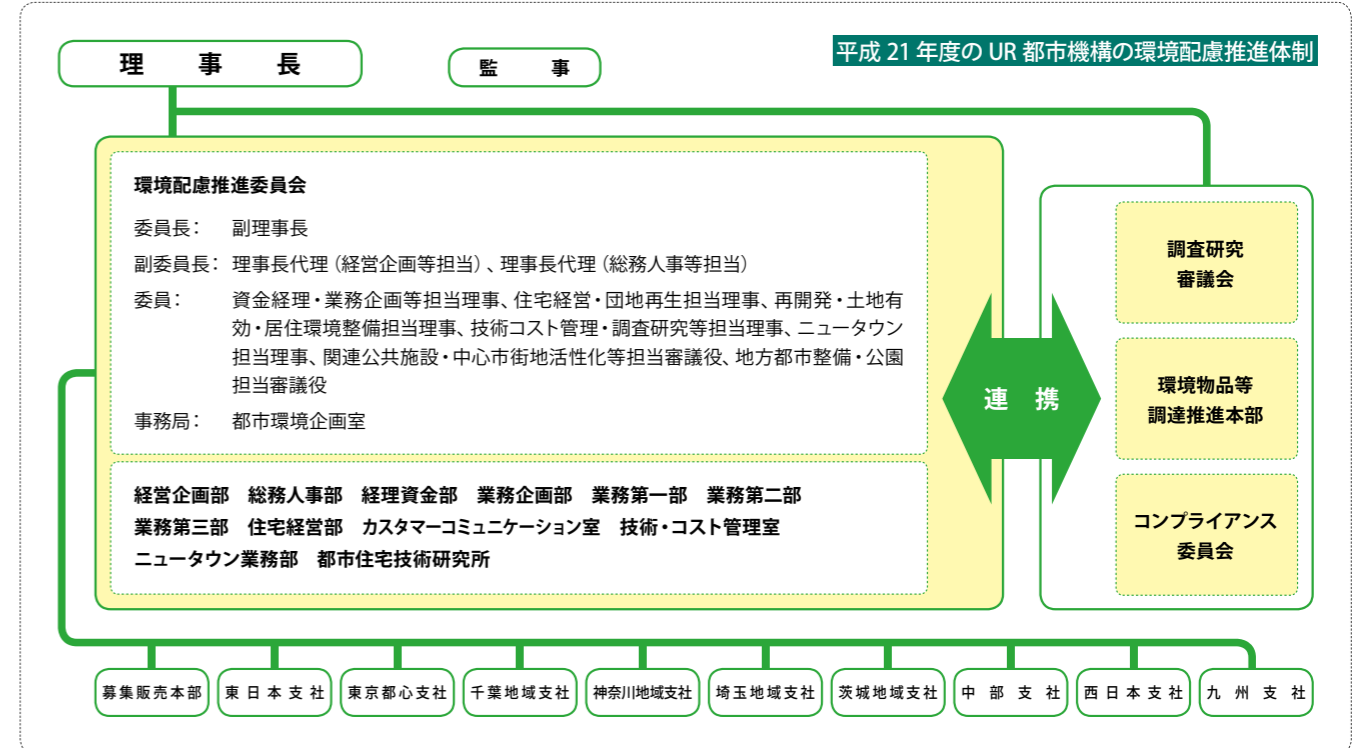 理事長
監事
平成 21 年度の UR 都市機構の環境配慮推進体制
環境配慮推進委員会
委員長： 副理事長
副委員長： 理事長代理（経営企画等担当）、理事長代理（総務人事等担当）
委員： 資金経理・業務企画等担当理事、住宅経営・団地再生担当理事、再開発・土地有
効・居住環境整備担当理事、技術コスト管理・調査研究等担当理事、ニュータウン
担当理事、関連公共施設・中心市街地活性化等担当審議役、地方都市整備・公園
担当審議役
事務局： 都市環境企画室
経営企画部 総務人事部 経理資金部 業務企画部 業務第一部 業務第二部
業務第三部 住宅経営部 カスタマーコミュニケーション室 技術・コスト管理室
ニュータウン業務部 都市住宅技術研究所
連携
調査研究
審議会
環境物品等
調達推進本部
コンプライアンス
委員会
募集販売本部
東日本支社
東京都心支社
千葉地域支社
神奈川地域支社
埼玉地域支社
茨城地域支社
中部支社
西日本支社
九州支社